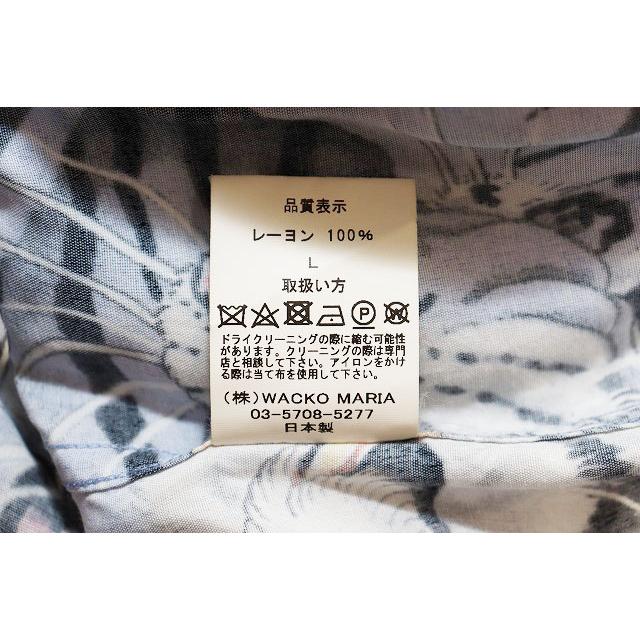 品質表示
レーヨン 100%
L
取扱い方
ドライクリーニングの際に縮む可能性
があります。クリーニングの際は専門
店と相談して下さい。アイロンをかけ
る際は当て布を使用して下さい。
(株)WACKO MARIA
03-5708-5277
日本製